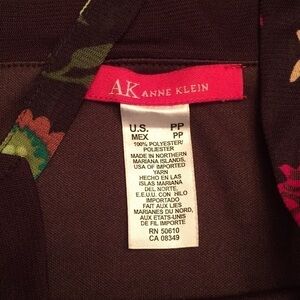 AK ANNE KLEIN
U.S. PP
MEX PP
100% POLYESTER/
POLIESTER
MADE IN NORTHERN
MARIANA ISLANDS,
USA OF IMPORTED
YARN
HECHO EN LAS
ISLAS MARIANA
DEL NORTE,
E.E.U.U. CON HILO
IMPORTADO
FAIT AUX LIES
MARIANES DU NORD,
AUX ETATS-UNIS
DE FIL IMPORTE
RN 50610
CA 08349